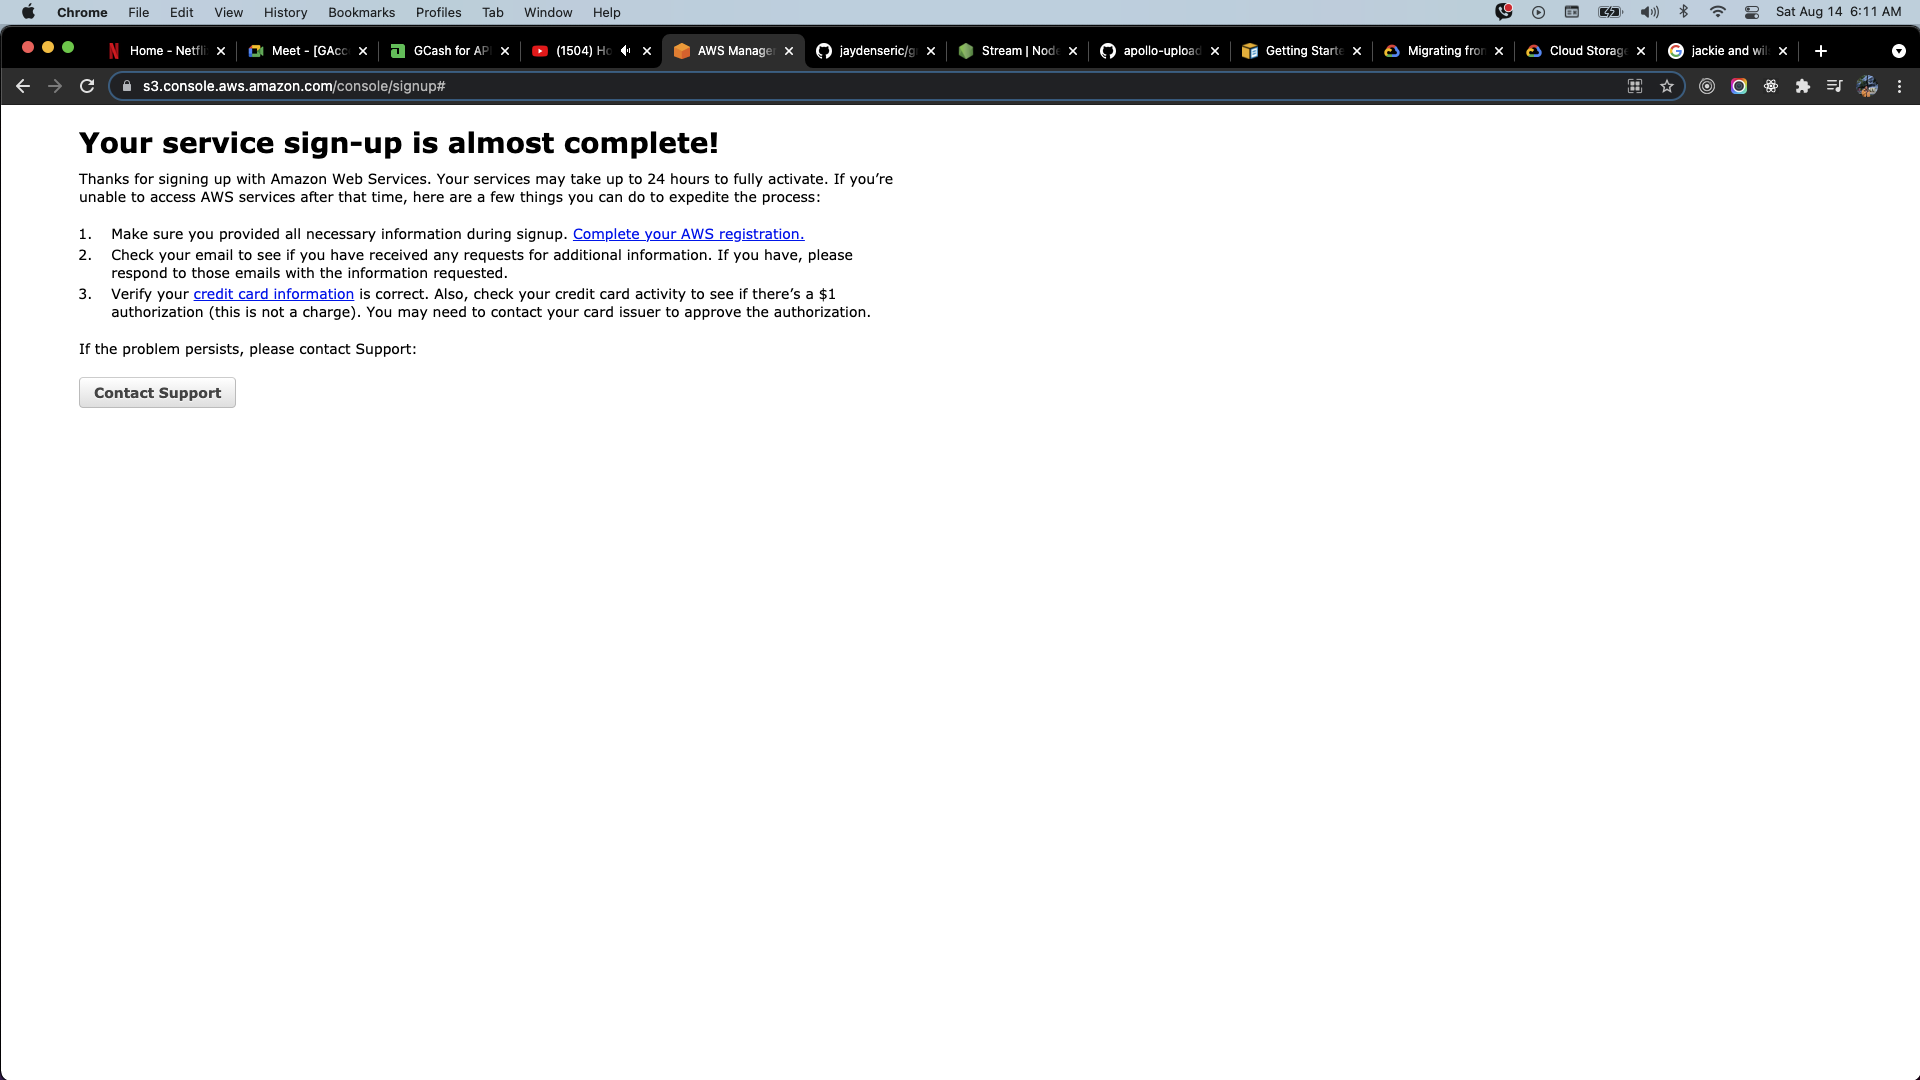 Chrome File Edit View History Bookmarks Profiles Tab Window Help Sat Aug 14 6:11 AM
Home - Netfli Meet - [GAcc GCash for AP (1504) Ho AWS Manage jaydenseric/g Stream | Node apollo-upload Getting Starte Migrating from Cloud Storage jackie and wil
s3.console.aws.amazon.com/console/signup#
Your service sign-up is almost complete!
Thanks for signing up with Amazon Web Services. Your services may take up to 24 hours to fully activate. If you’re
unable to access AWS services after that time, here are a few things you can do to expedite the process:
1. Make sure you provided all necessary information during signup. Complete your AWS registration.
2. Check your email to see if you have received any requests for additional information. If you have, please
respond to those emails with the information requested.
3. Verify your credit card information is correct. Also, check your credit card activity to see if there’s a $1
authorization (this is not a charge). You may need to contact your card issuer to approve the authorization.
If the problem persists, please contact Support:
Contact Support